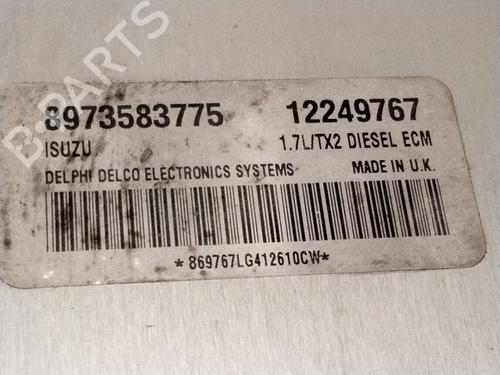 B-PARTS
8973583775 12249767
ISUZU 1.7L/TX2 DIESEL ECM
DELPHI DELCO ELECTRONICS SYSTEMS MADE IN U.K.
*869767LG412610CW*